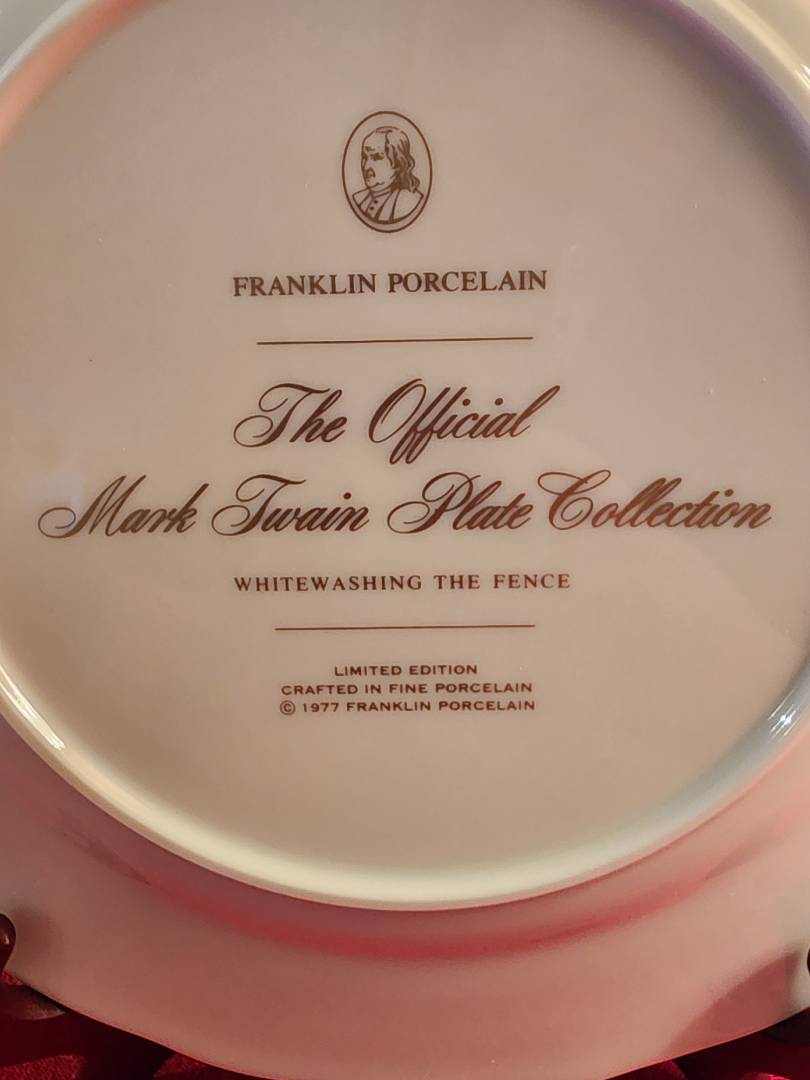 FRANKLIN PORCELAIN
The Official
Mark Twain Plate Collection
WHITEWASHING THE FENCE
LIMITED EDITION
CRAFTED IN FINE PORCELAIN
© 1977 FRANKLIN PORCELAIN